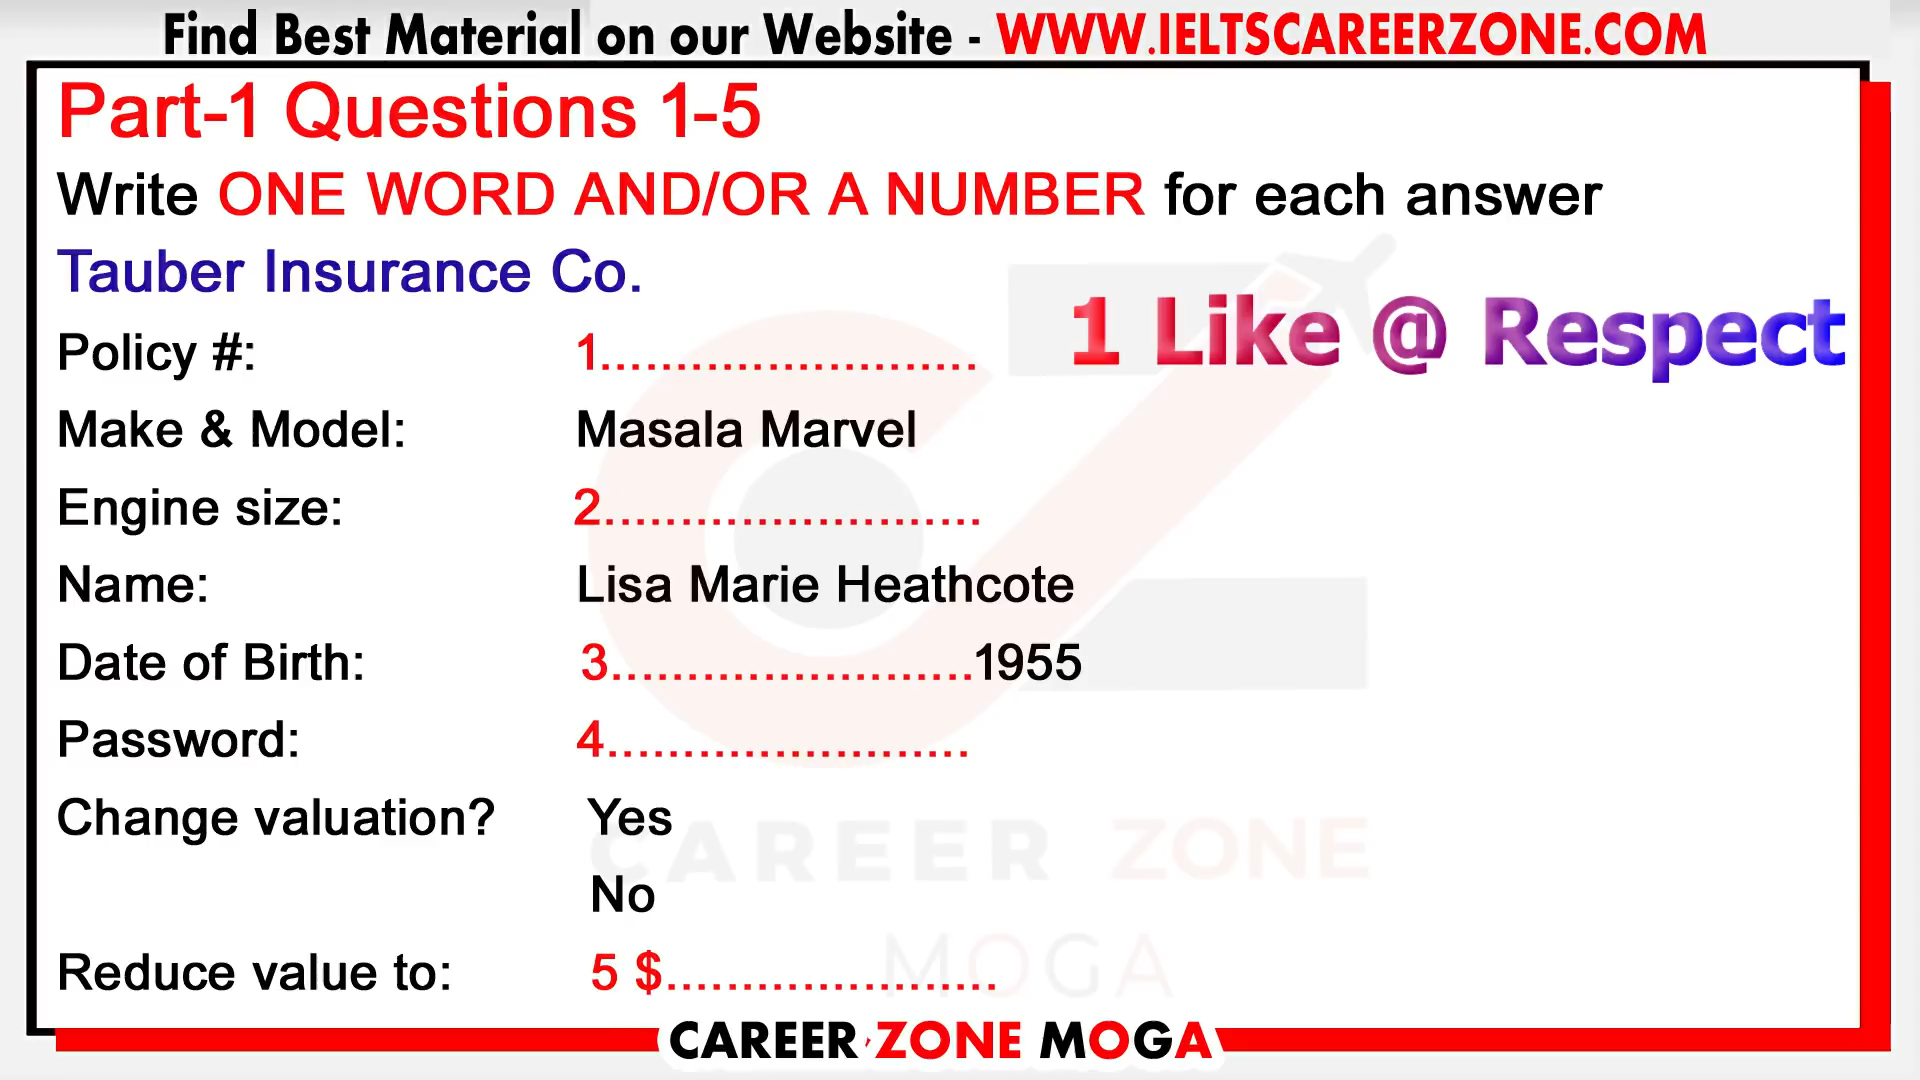 Find Best Material on our Website - WWW.IELTSCAREERZONE.COM
Part-1 Questions 1-5
Write ONE WORD AND/OR A NUMBER for each answer
Tauber Insurance Co.
1 Like @ Respect
Policy #: 1.........................
Make & Model: Masala Marvel
Engine size: 2.........................
Name: Lisa Marie Heathcote
Date of Birth: 3........................1955
Password: 4........................
Change valuation? Yes
No
Reduce value to: 5 $......................
CAREER ZONE
MOGA
CAREER ZONE MOGA